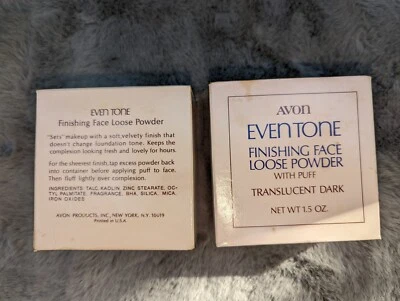 EVEN TONE
Finishing Face Loose Powder
"Sets" makeup with a soft, velvety finish that
doesn't change foundation tone. Keeps the
complexion looking fresh and lovely for hours.
For the sheerest finish, tap excess powder back
into container before applying puff to face.
Then fluff lightly over complexion.
INGREDIENTS: TALC, KAOLIN, ZINC STEARATE, OC-
TYL PALMITATE, FRAGRANCE, BHA, SILICA, MICA,
IRON OXIDES
AVON PRODUCTS, INC., NEW YORK, N.Y. 10019
Printed in U.S.A.
AVON
EVEN TONE
FINISHING FACE
LOOSE POWDER
WITH PUFF
TRANSLUCENT DARK
NET WT 1.5 OZ.